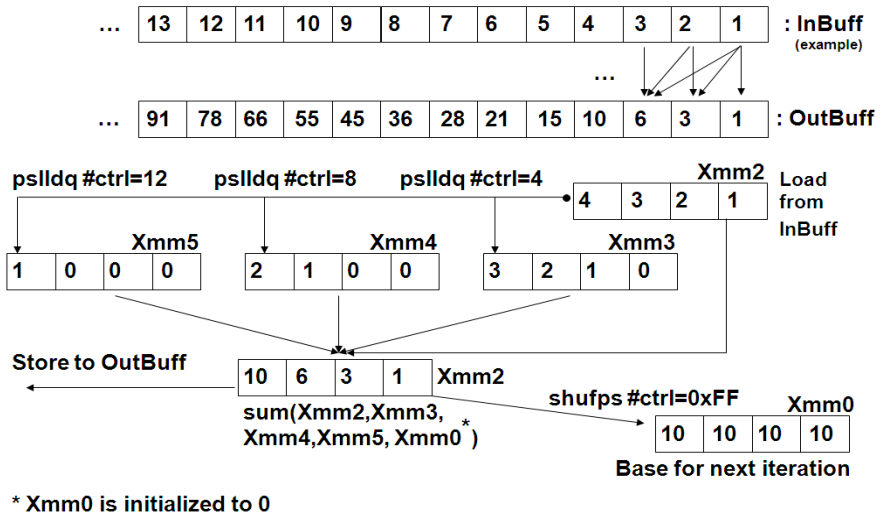 ... 13 12 11 10 9 8 7 6 5 4 3 2 1 : InBuff
(example)
...
... 91 78 66 55 45 36 28 21 15 10 6 3 1 : OutBuff
pslldq #ctrl=12 pslldq #ctrl=8 pslldq #ctrl=4 Xmm2
4 3 2 1 Load
from
InBuff
Xmm5 Xmm4 Xmm3
1 0 0 0 2 1 0 0 3 2 1 0
Store to OutBuff
10 6 3 1 Xmm2
sum(Xmm2,Xmm3,
Xmm4,Xmm5, Xmm0*)
shufps #ctrl=0xFF Xmm0
10 10 10 10
Base for next iteration
* Xmm0 is initialized to 0